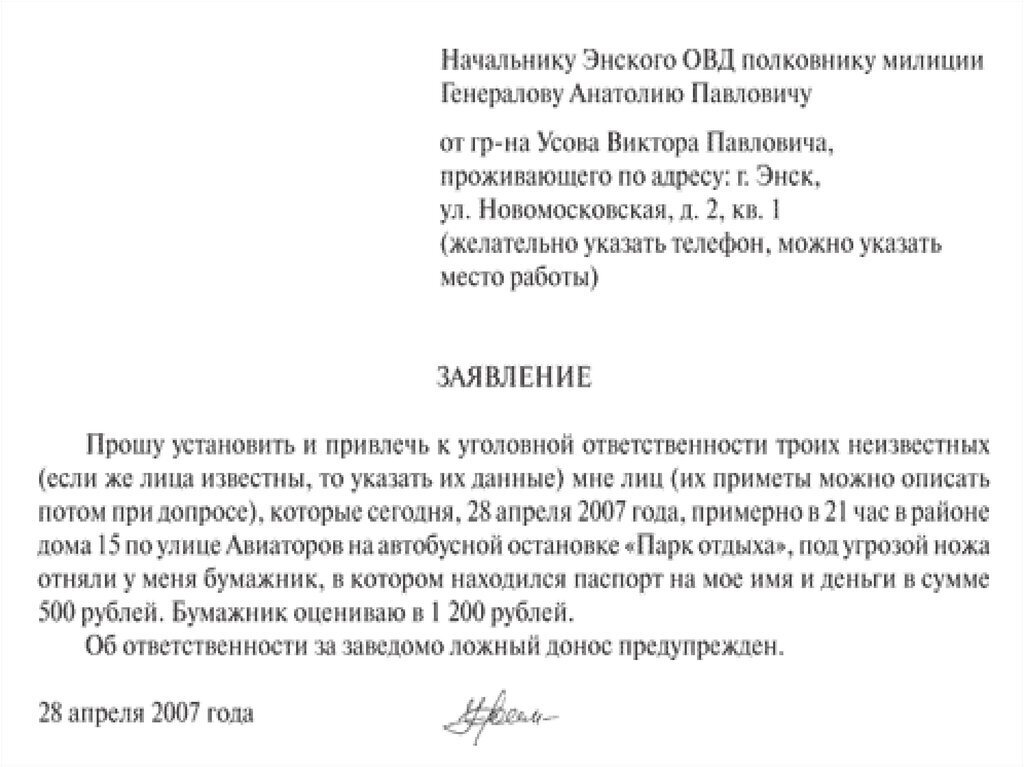 Начальнику Энского ОВД полковнику милиции
Генералову Анатолию Павловичу
от гр-на Усова Виктора Павловича,
проживающего по адресу: г. Энск,
ул. Новомосковская, д. 2, кв. 1
(желательно указать телефон, можно указать
место работы)
ЗАЯВЛЕНИЕ
Прошу установить и привлечь к уголовной ответственности троих неизвестных
(если же лица известны, то указать их данные) мне лиц (их приметы можно описать
потом при допросе), которые сегодня, 28 апреля 2007 года, примерно в 21 час в районе
дома 15 по улице Авиаторов на автобусной остановке «Парк отдыха», под угрозой ножа
отняли у меня бумажник, в котором находился паспорт на мое имя и деньги в сумме
500 рублей. Бумажник оцениваю в 1 200 рублей.
Об ответственности за заведомо ложный донос предупрежден.
28 апреля 2007 года